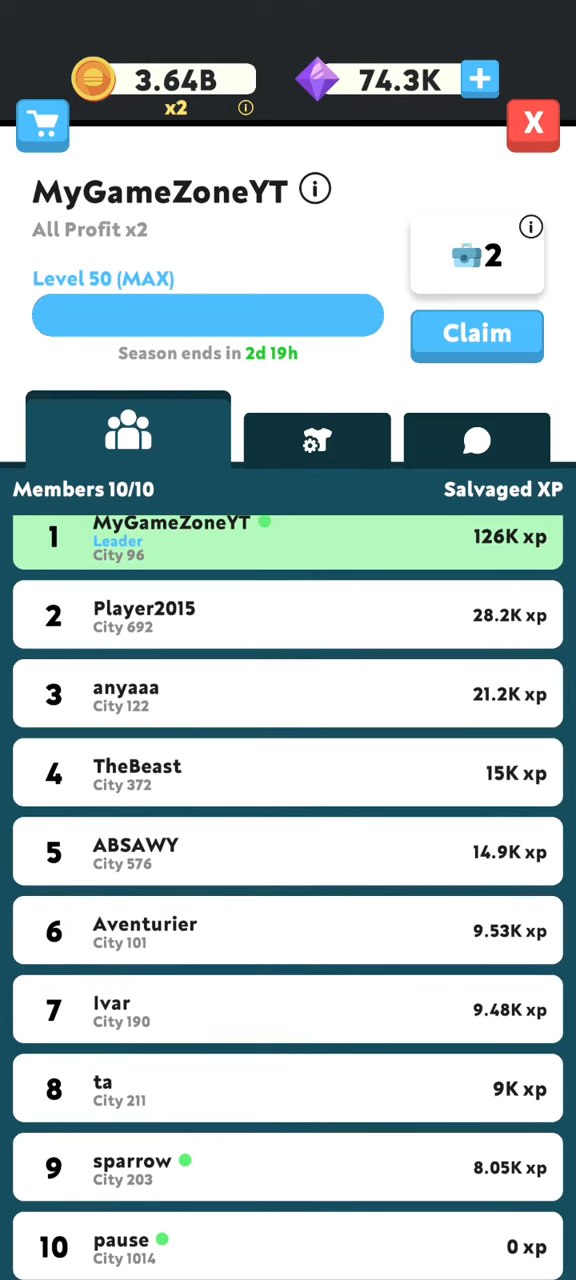 3.64B
74.3K
x2
X
MyGameZoneYT
All Profit x2
2
Level 50 (MAX)
Claim
Season ends in 2d 19h
Members 10/10
Salvaged XP
1
MyGameZoneYT
Leader
City 96
126K xp
2
Player2015
City 692
28.2K xp
3
anyaaa
City 122
21.2K xp
4
TheBeast
City 372
15K xp
5
ABSAWY
City 576
14.9K xp
6
Aventurier
City 101
9.53K xp
7
Ivar
City 190
9.48K xp
8
ta
City 211
9K xp
9
sparrow
City 203
8.05K xp
10
pause
City 1014
0 xp